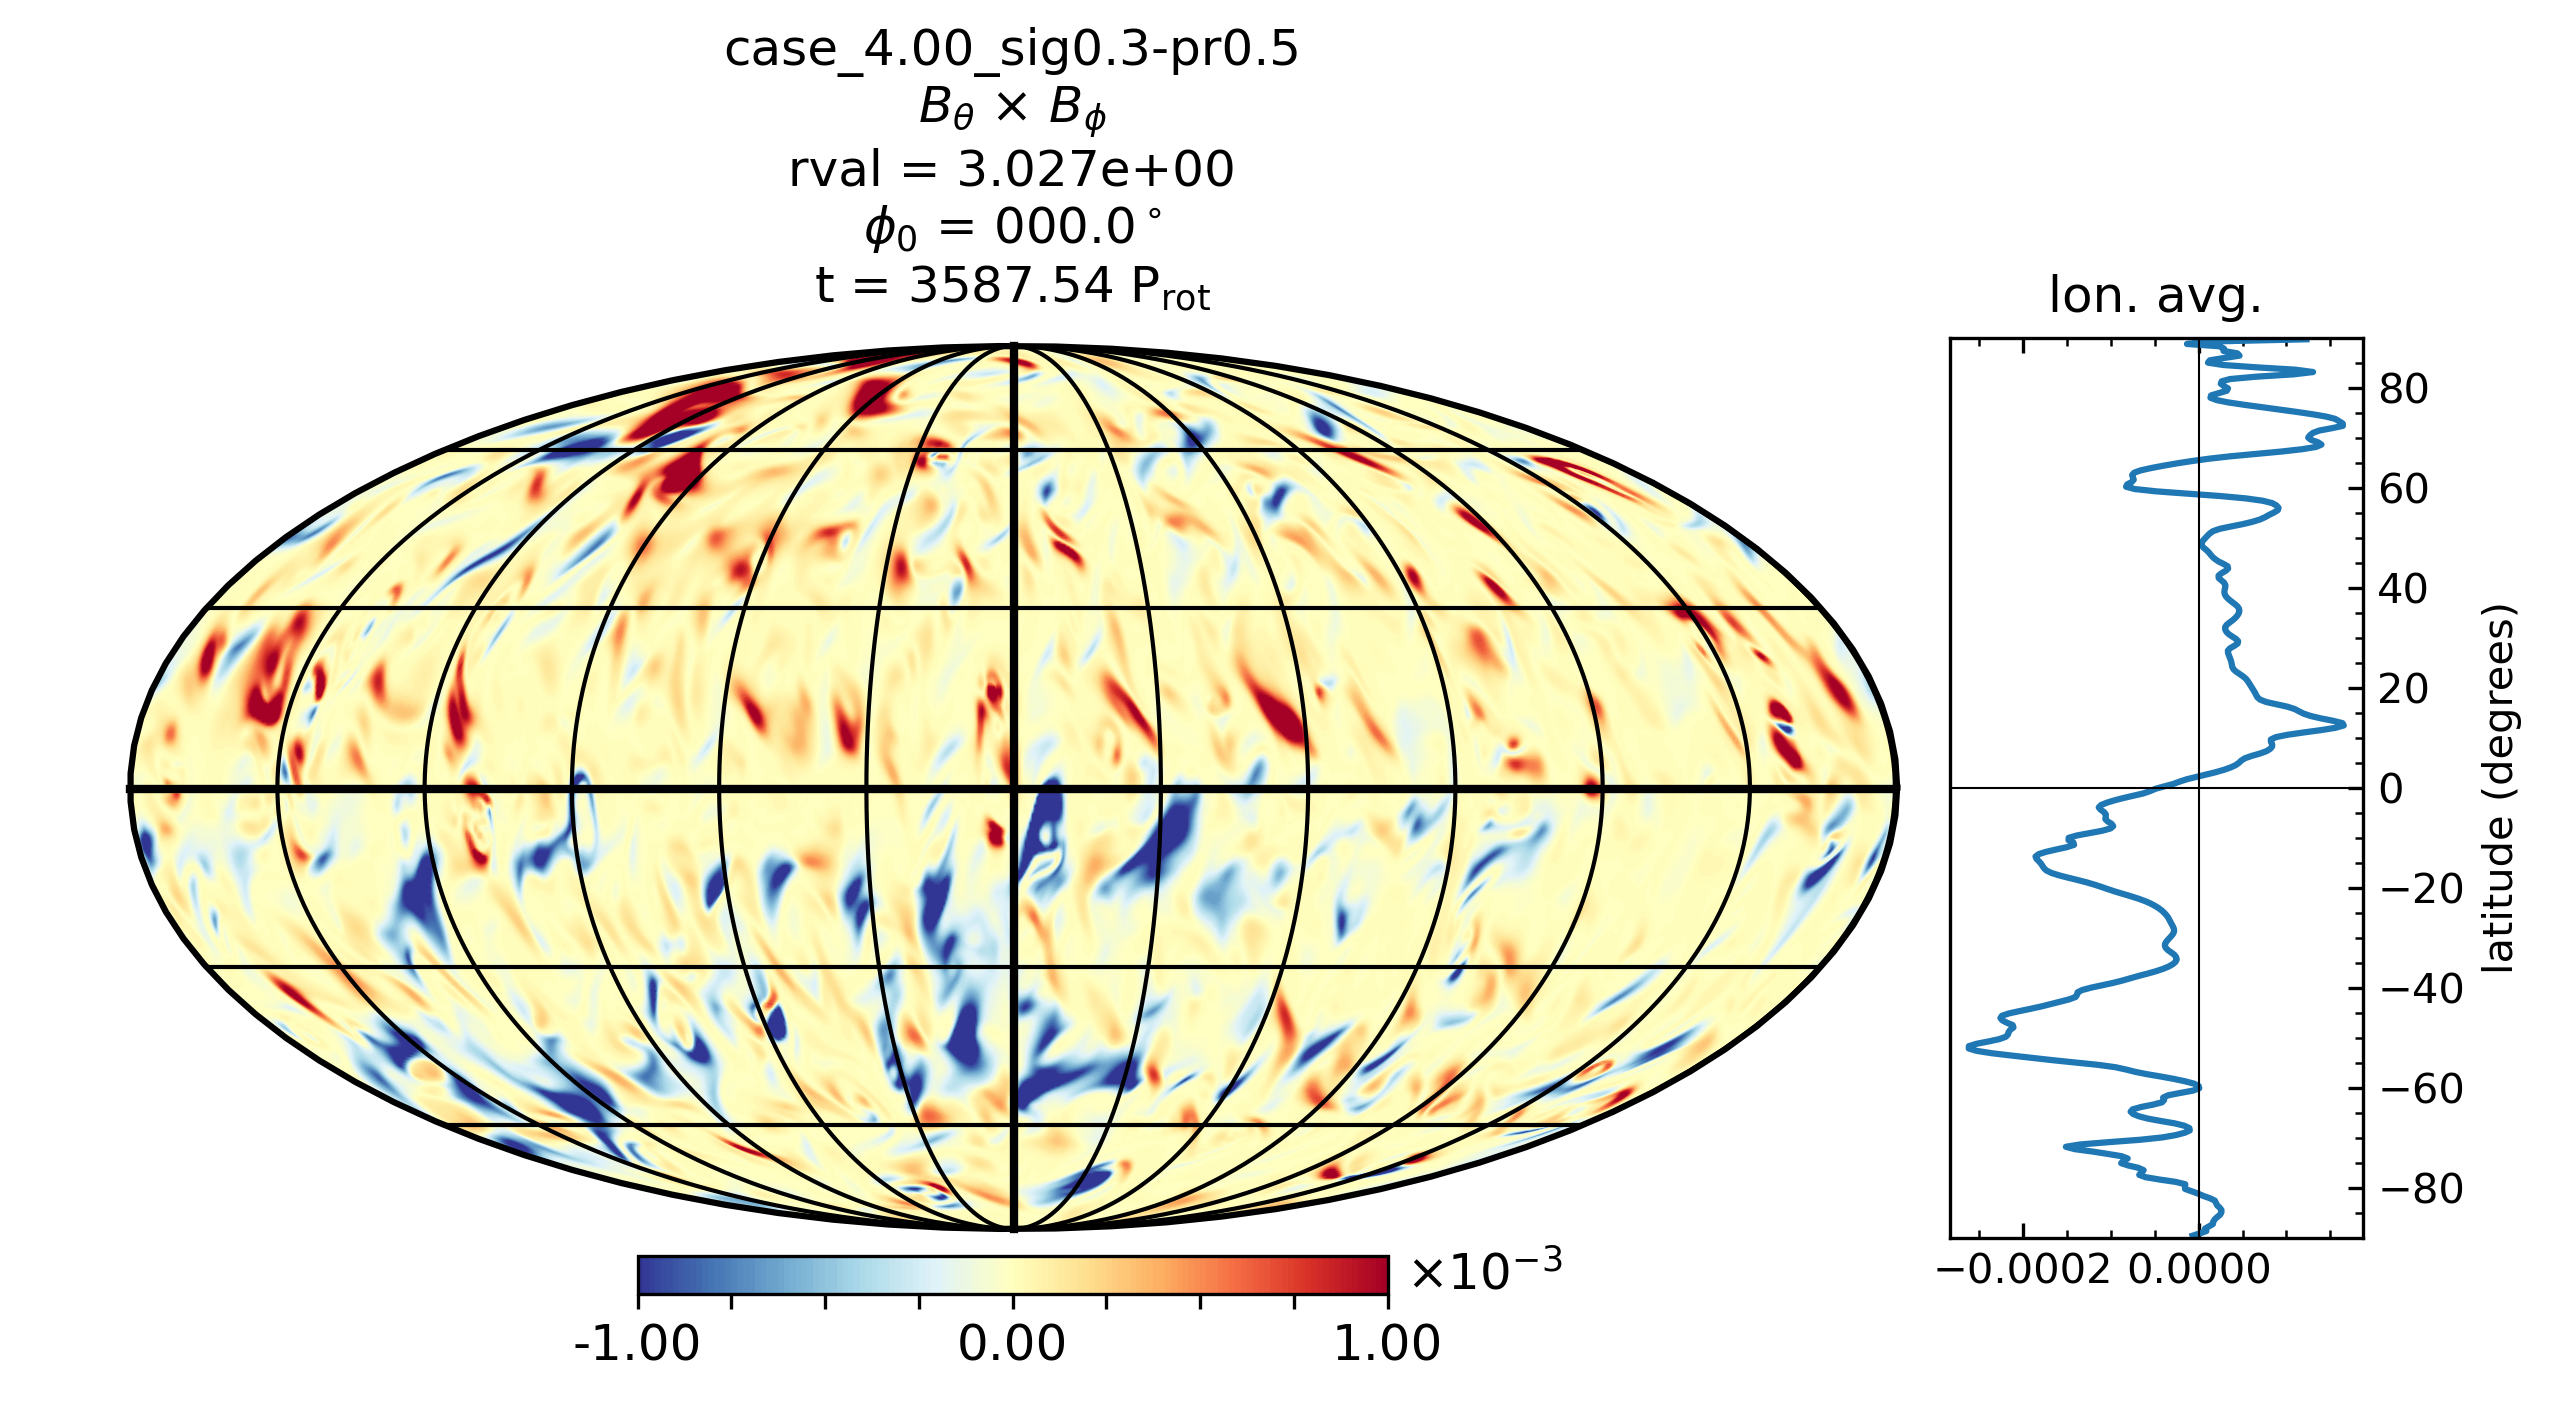 case_4.00_sig0.3-pr0.5
B_θ × B_ϕ
rval = 3.027e+00
ϕ_0 = 000.0°
t = 3587.54 P_rot
lon. avg.
80
60
40
20
0
−20
−40
−60
−80
latitude (degrees)
−0.0002 0.0000
×10^−3
-1.00 0.00 1.00